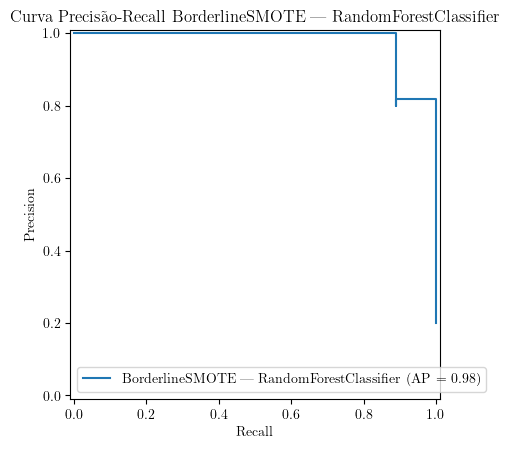 Curva Precisão-Recall BorderlineSMOTE — RandomForestClassifier
1.0
0.8
0.6
0.4
0.2
0.0
Precision
BorderlineSMOTE — RandomForestClassifier (AP = 0.98)
0.0 0.2 0.4 0.6 0.8 1.0
Recall